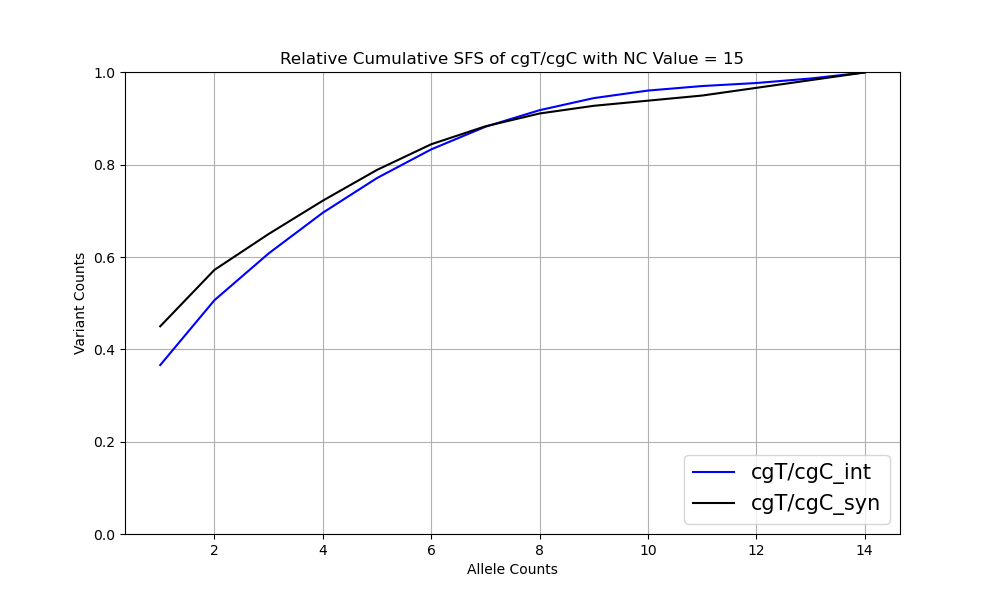 Relative Cumulative SFS of cgT/cgC with NC Value = 15
1.0
0.8
0.6
0.4
0.2
0.0
Variant Counts
2 4 6 8 10 12 14
Allele Counts
cgT/cgC_int
cgT/cgC_syn